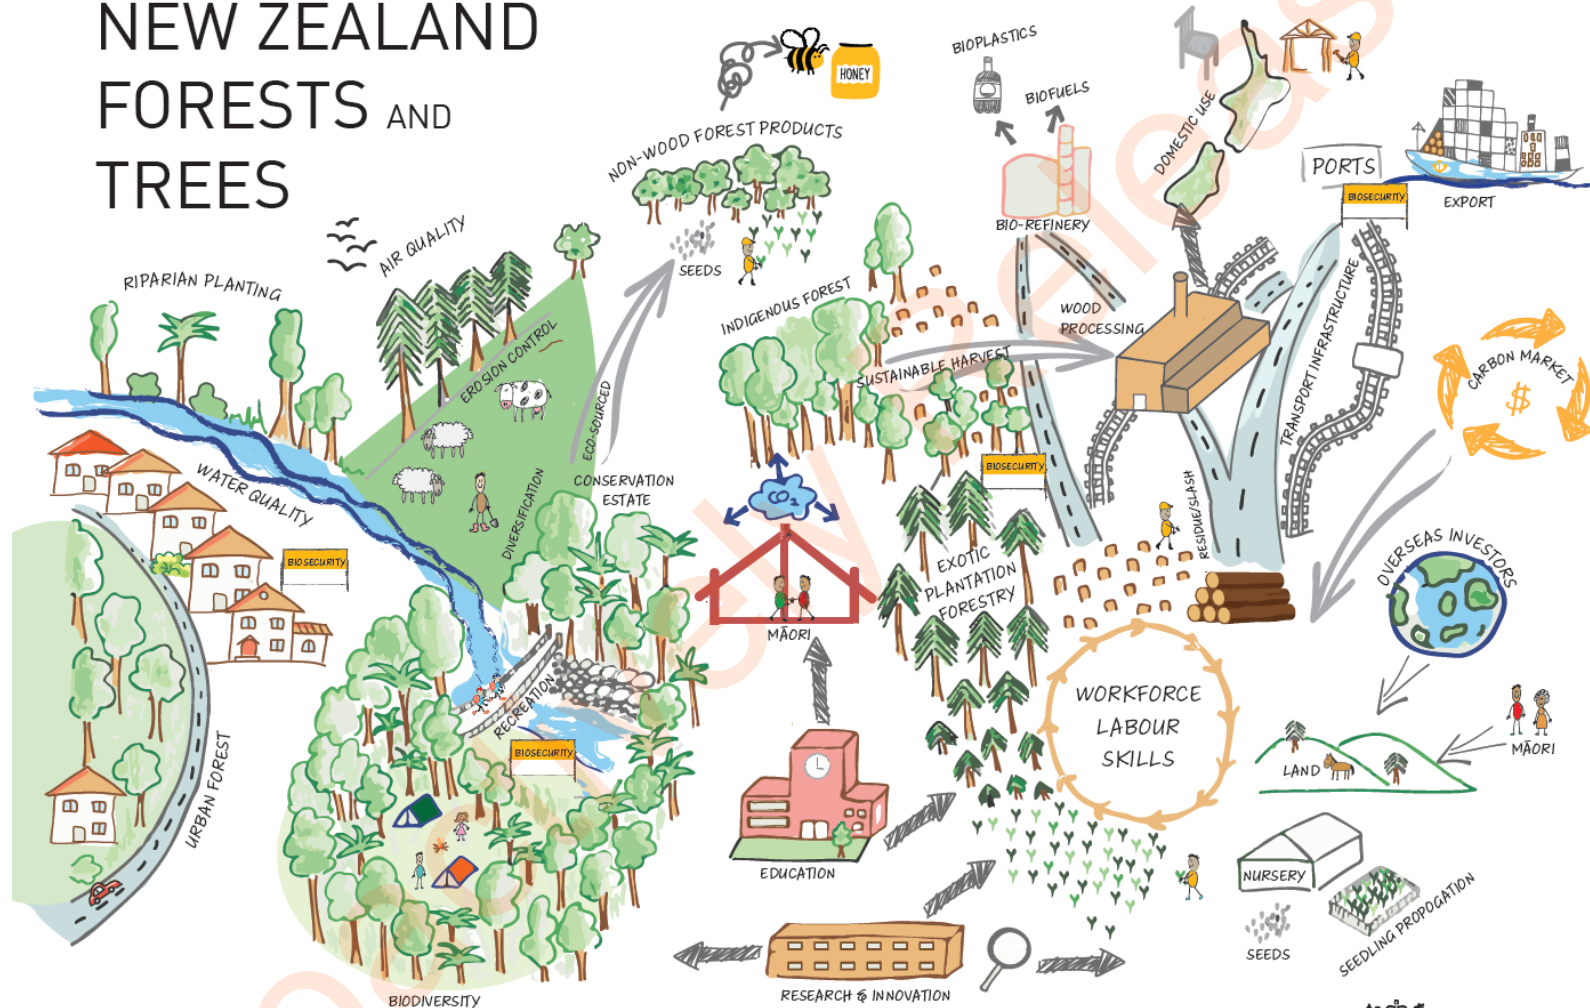 NEW ZEALAND
FORESTS AND
TREES
HONEY
BIOPLASTICS
BIOFUELS
DOMESTIC USE
PORTS
BIOSECURITY
EXPORT
NON-WOOD FOREST PRODUCTS
SEEDS
BIO-REFINERY
AIR QUALITY
RIPARIAN PLANTING
EROSION CONTROL
ECO-SOURCED
INDIGENOUS FOREST
SUSTAINABLE HARVEST
WOOD
PROCESSING
TRANSPORT INFRASTRUCTURE
CARBON MARKET
$
WATER QUALITY
DIVERSIFICATION
CONSERVATION
ESTATE
BIOSECURITY
CO2
BIOSECURITY
RESIDUE/SLASH
OVERSEAS INVESTORS
EXOTIC
PLANTATION
FORESTRY
MĀORI
RECREATION
BIOSECURITY
URBAN FOREST
WORKFORCE
LABOUR
SKILLS
LAND
MĀORI
EDUCATION
NURSERY
SEEDS
SEEDLING PROPOGATION
RESEARCH & INNOVATION
BIODIVERSITY